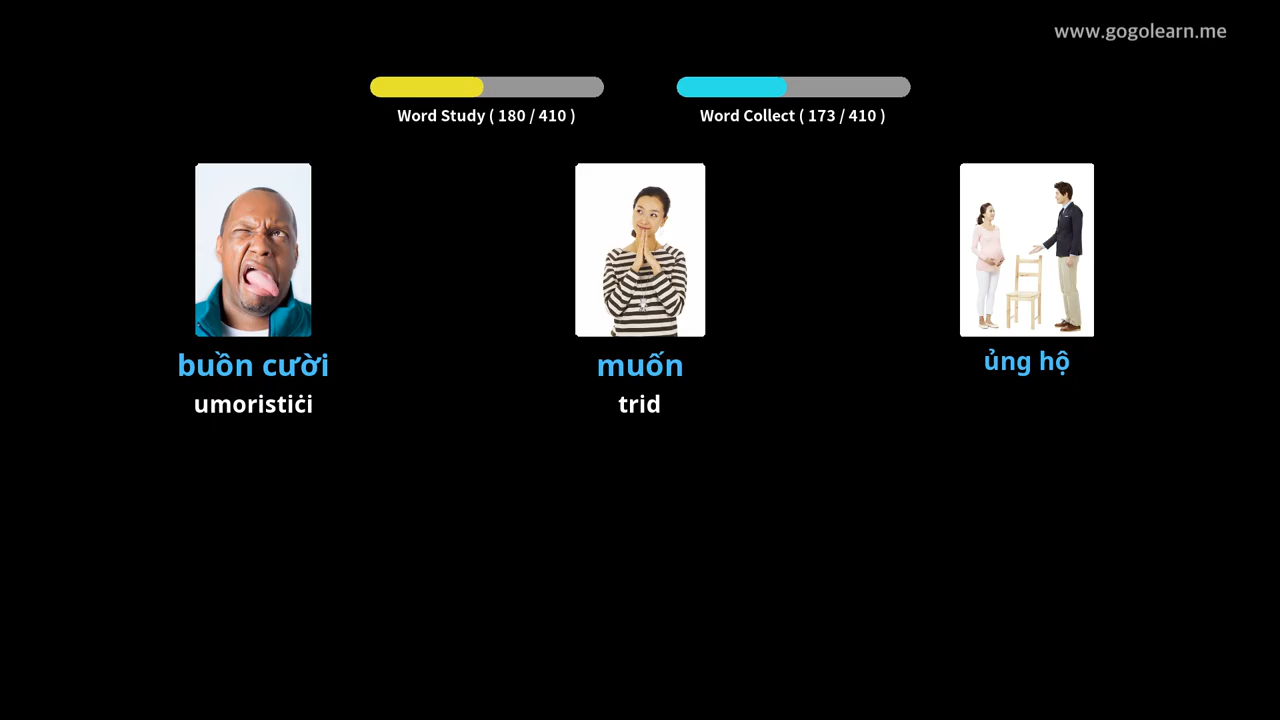 www.gogolearn.me
Word Study ( 180 / 410 )
Word Collect ( 173 / 410 )
buồn cười
muốn
ủng hộ
umoristiċi
trid